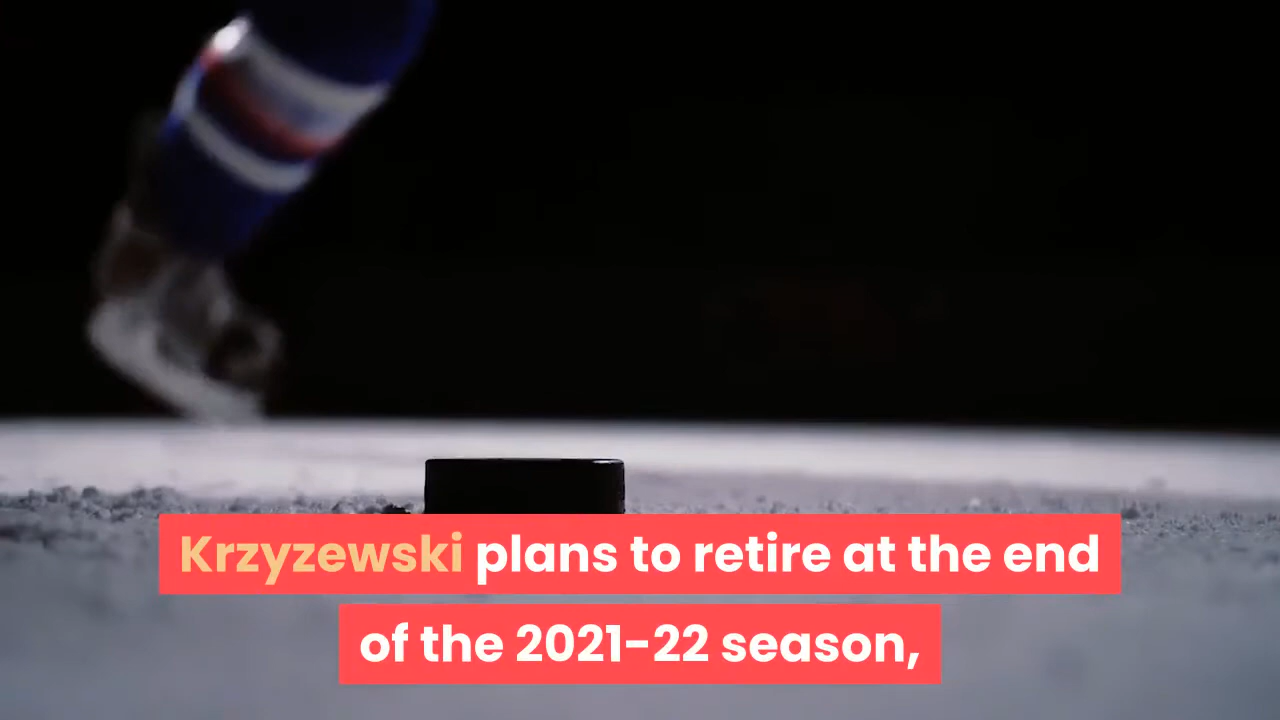 Krzyzewski plans to retire at the end
of the 2021-22 season,